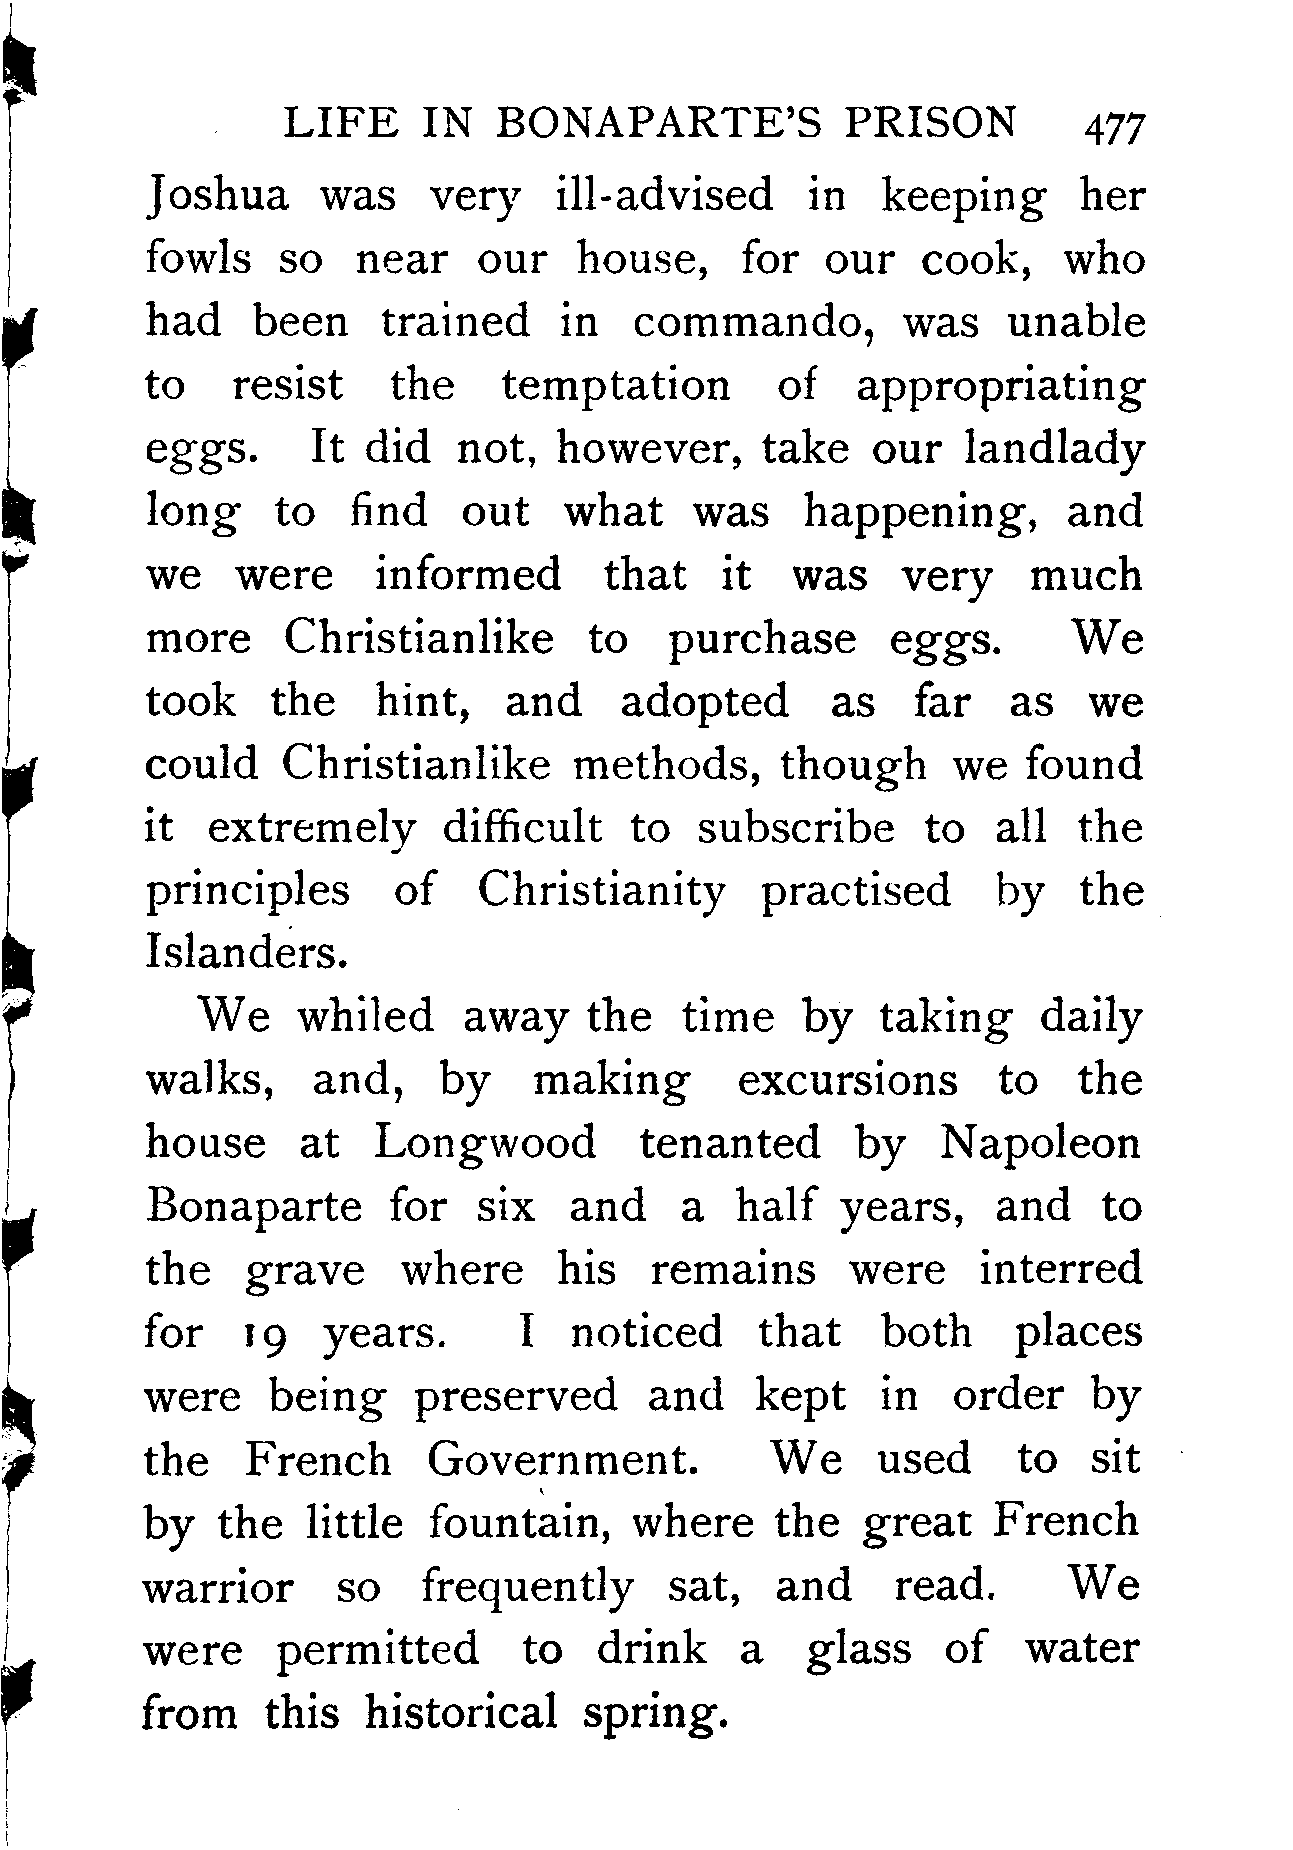 LIFE IN BONAPARTE'S PRISON 477
Joshua was very ill-advised in keeping her
fowls so near our house, for our cook, who
had been trained in commando, was unable
to resist the temptation of appropriating
eggs. It did not, however, take our landlady
long to find out what was happening, and
we were informed that it was very much
more Christianlike to purchase eggs. We
took the hint, and adopted as far as we
could Christianlike methods, though we found
it extremely difficult to subscribe to all the
principles of Christianity practised by the
Islanders.
We whiled away the time by taking daily
walks, and, by making excursions to the
house at Longwood tenanted by Napoleon
Bonaparte for six and a half years, and to
the grave where his remains were interred
for 19 years. I noticed that both places
were being preserved and kept in order by
the French Government. We used to sit
by the little fountain, where the great French
warrior so frequently sat, and read. We
were permitted to drink a glass of water
from this historical spring.